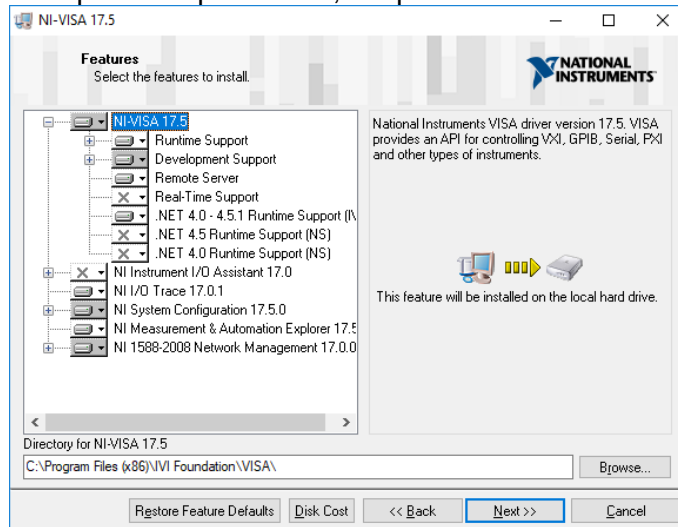 NI-VISA 17.5
Features
Select the features to install.
NATIONAL
INSTRUMENTS
NI-VISA 17.5
Runtime Support
Development Support
Remote Server
Real-Time Support
.NET 4.0 - 4.5.1 Runtime Support (I\
.NET 4.5 Runtime Support (NS)
.NET 4.0 Runtime Support (NS)
NI Instrument I/O Assistant 17.0
NI I/O Trace 17.0.1
NI System Configuration 17.5.0
NI Measurement & Automation Explorer 17.5
NI 1588-2008 Network Management 17.0.0
National Instruments VISA driver version 17.5. VISA
provides an API for controlling VXI, GPIB, Serial, PXI
and other types of instruments.
This feature will be installed on the local hard drive.
Directory for NI-VISA 17.5
C:\Program Files (x86)\IVI Foundation\VISA\
Browse...
Restore Feature Defaults
Disk Cost
<< Back
Next >>
Cancel